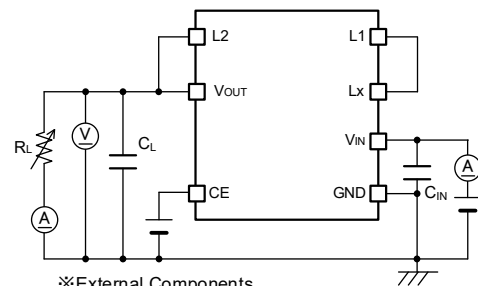 L2 L1
VOUT Lx
V
RL CL
VIN
A
CE GND CIN
A
※External Components